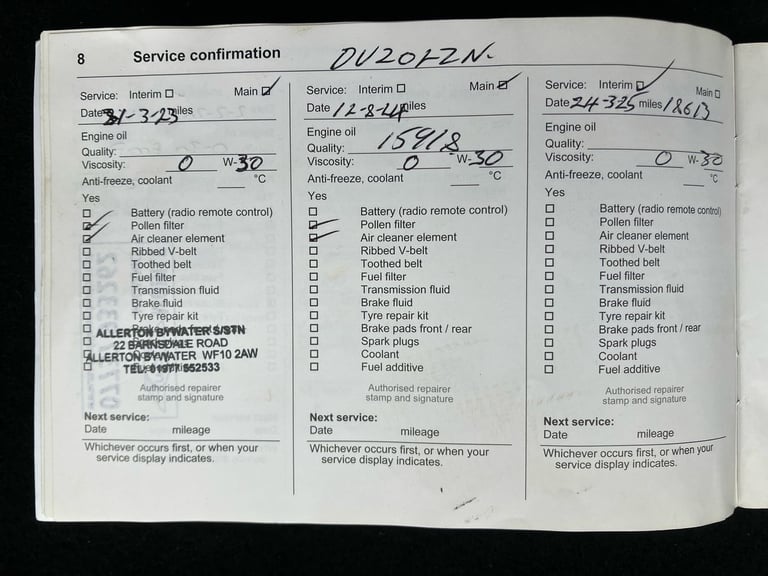 8 Service confirmation OV20FZN.
Service: Interim Main
Date 31-3-23 miles
Engine oil
Quality:
Viscosity: 0 W-30
Anti-freeze, coolant °C
Yes
Battery (radio remote control)
Pollen filter
Air cleaner element
Ribbed V-belt
Toothed belt
Fuel filter
Transmission fluid
Brake fluid
Tyre repair kit
ALLERTON BYWATER S/STN
22 BARNSDALE ROAD
ALLERTON BYWATER WF10 2AW
TEL: 01977 552533
Authorised repairer
stamp and signature
Next service:
Date mileage
Whichever occurs first, or when your
service display indicates.
Service: Interim Main
Date 12-8-24 miles
Engine oil
Quality: 15918
Viscosity: 0 W-30
Anti-freeze, coolant °C
Yes
Battery (radio remote control)
Pollen filter
Air cleaner element
Ribbed V-belt
Toothed belt
Fuel filter
Transmission fluid
Brake fluid
Tyre repair kit
Brake pads front / rear
Spark plugs
Coolant
Fuel additive
Authorised repairer
stamp and signature
Next service:
Date mileage
Whichever occurs first, or when your
service display indicates.
Service: Interim Main
Date 24-325 miles 18613
Engine oil
Quality:
Viscosity: 0 W-30
Anti-freeze, coolant °C
Yes
Battery (radio remote control)
Pollen filter
Air cleaner element
Ribbed V-belt
Toothed belt
Fuel filter
Transmission fluid
Brake fluid
Tyre repair kit
Brake pads front / rear
Spark plugs
Coolant
Fuel additive
Authorised repairer
stamp and signature
Next service:
Date mileage
Whichever occurs first, or when your
service display indicates.